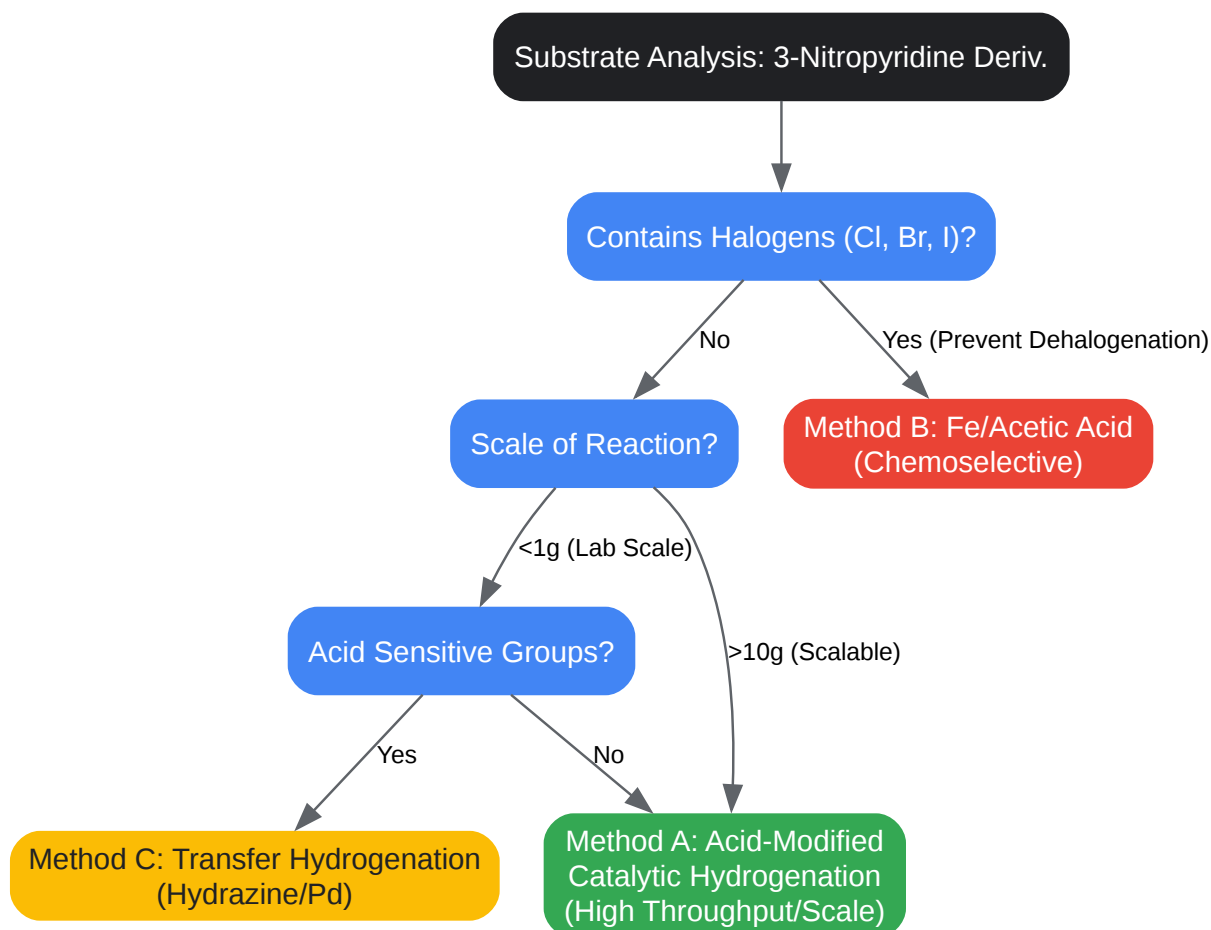 Substrate Analysis: 3-Nitropyridine Deriv.
Contains Halogens (Cl, Br, I)?
No
Yes (Prevent Dehalogenation)
Scale of Reaction?
Method B: Fe/Acetic Acid
(Chemoselective)
<1g (Lab Scale)
Acid Sensitive Groups?
>10g (Scalable)
Yes
No
Method C: Transfer Hydrogenation
(Hydrazine/Pd)
Method A: Acid-Modified
Catalytic Hydrogenation
(High Throughput/Scale)